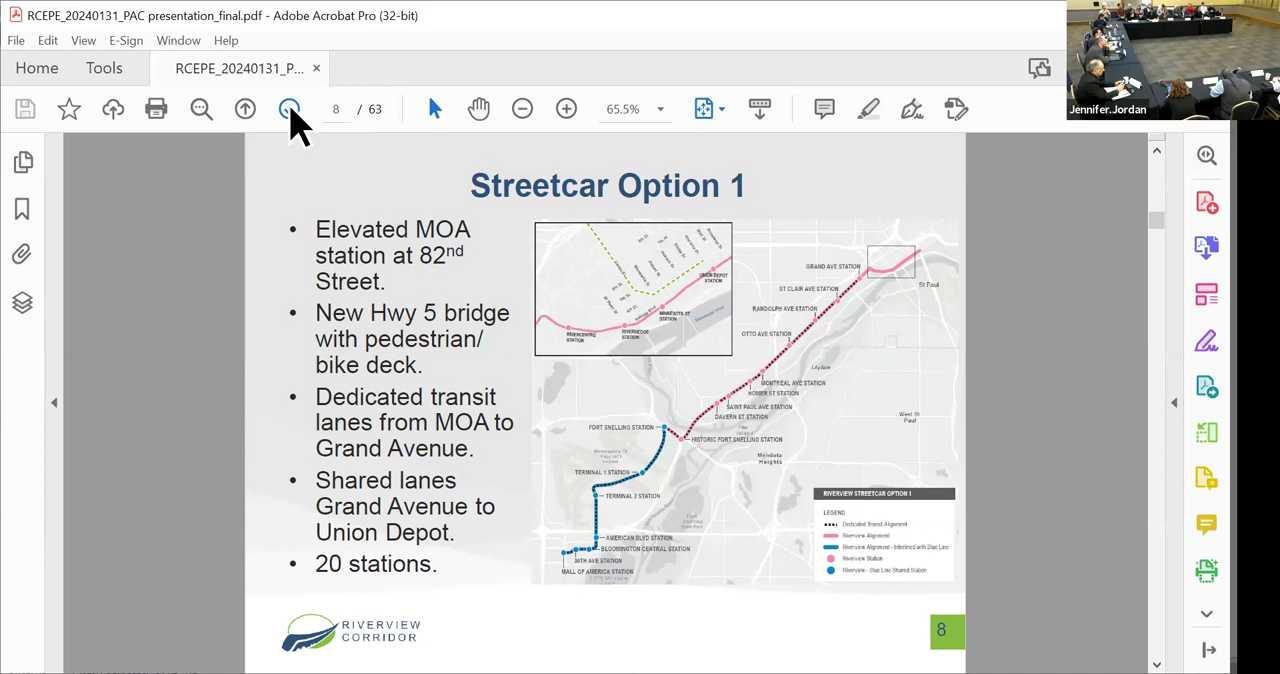 RCEPE_20240131_PAC presentation_final.pdf - Adobe Acrobat Pro (32-bit)
File Edit View E-Sign Window Help
Home Tools RCEPE_20240131_P... ×
8 / 63 65.5%
Jennifer.Jordan
Streetcar Option 1
• Elevated MOA
station at 82nd
Street.
• New Hwy 5 bridge
with pedestrian/
bike deck.
• Dedicated transit
lanes from MOA to
Grand Avenue.
• Shared lanes
Grand Avenue to
Union Depot.
• 20 stations.
UNION DEPOT
STATION
MINNESOTA ST
STATION
RIVERCENTRE
STATION
RIVEREDGE
STATION
GRAND AVE STATION
St Paul
ST CLAIR AVE STATION
RANDOLPH AVE STATION
OTTO AVE STATION
Lilydale
MONTREAL AVE STATION
HOMER ST STATION
SAINT PAUL AVE STATION
DAVERN ST STATION
West St
Paul
FORT SNELLING STATION
HISTORIC FORT SNELLING STATION
Mendota
Heights
TERMINAL 1 STATION
TERMINAL 2 STATION
AMERICAN BLVD STATION
BLOOMINGTON CENTRAL STATION
30TH AVE STATION
MALL OF AMERICA STATION
RIVERVIEW STREETCAR OPTION 1
LEGEND
Dedicated Transit Alignment
Riverview Alignment
Riverview Alignment - Interlined with Blue Line
Riverview Station
Riverview - Blue Line Shared Station
RIVERVIEW
CORRIDOR
8